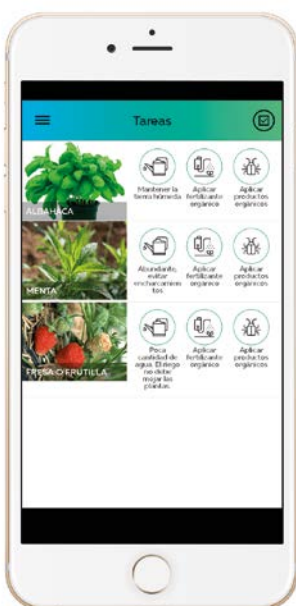 Tareas
ALBAHACA
Mantener la
tierra húmeda
Aplicar
fertilizante
orgánico
Aplicar
productos
orgánicos
MENTA
Abundante,
evitar
encharcamien
tos.
Aplicar
fertilizante
orgánico
Aplicar
productos
orgánicos
FRESA O FRUTILLA
Poca
cantidad de
agua. El riego
no debe
mojar las
plantas.
Aplicar
fertilizante
orgánico
Aplicar
productos
orgánicos